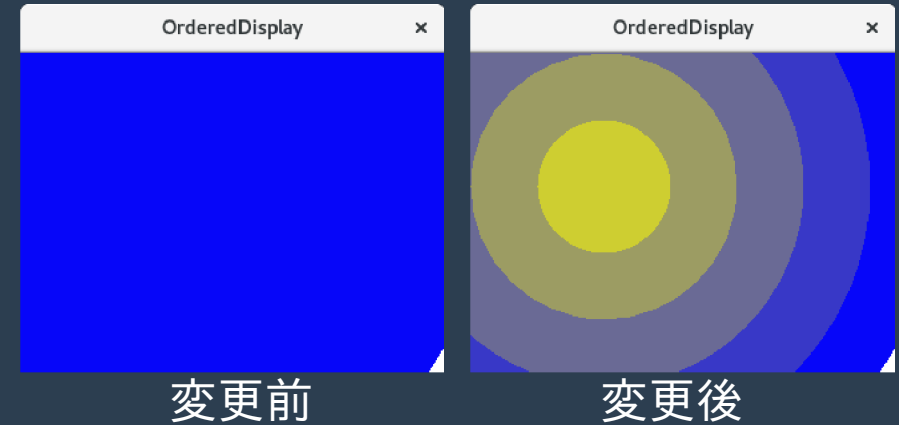 OrderedDisplay ×
OrderedDisplay ×
変更前
変更後